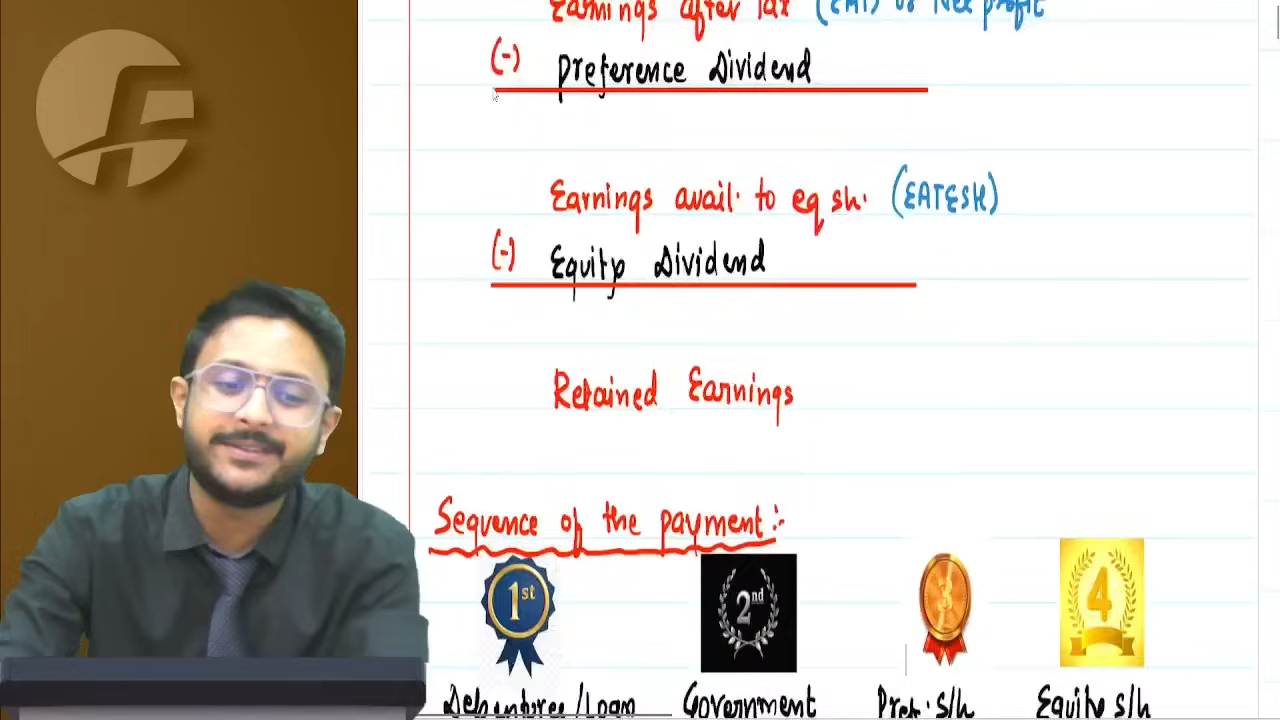 Earnings after Tax (EAT) or Net profit
(-) Preference Dividend
Earnings avail. to eq sh. (EATESH)
(-) Equity Dividend
Retained Earnings
Sequence of the payment :-
1st
2nd
3
4
Debentures/Loan Government Pref. S/h Equity S/h